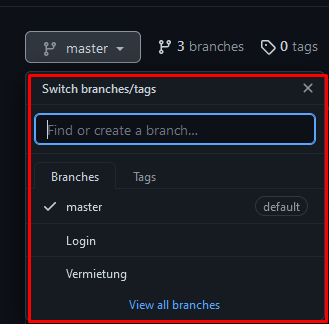 master 3 branches 0 tags
Switch branches/tags
Find or create a branch...
Branches Tags
master default
Login
Vermietung
View all branches